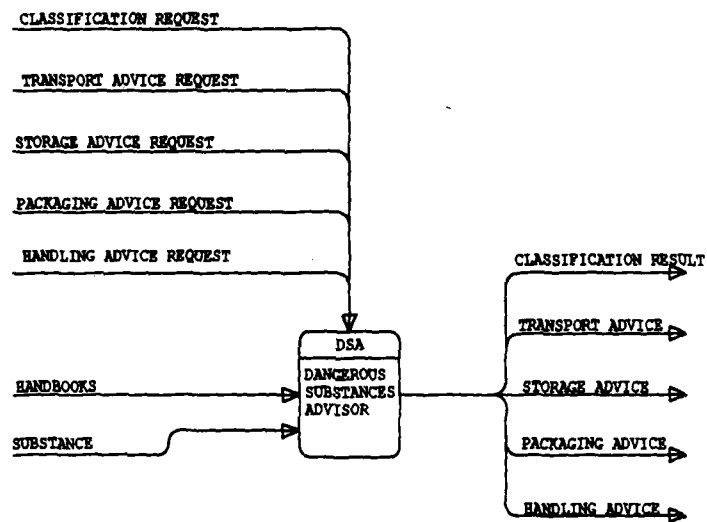 CLASSIFICATION REQUEST
TRANSPORT ADVICE REQUEST
STORAGE ADVICE REQUEST
PACKAGING ADVICE REQUEST
HANDLING ADVICE REQUEST
CLASSIFICATION RESULT
TRANSPORT ADVICE
DSA
DANGEROUS
SUBSTANCES
ADVISOR
HANDBOOKS
STORAGE ADVICE
SUBSTANCE
PACKAGING ADVICE
HANDLING ADVICE